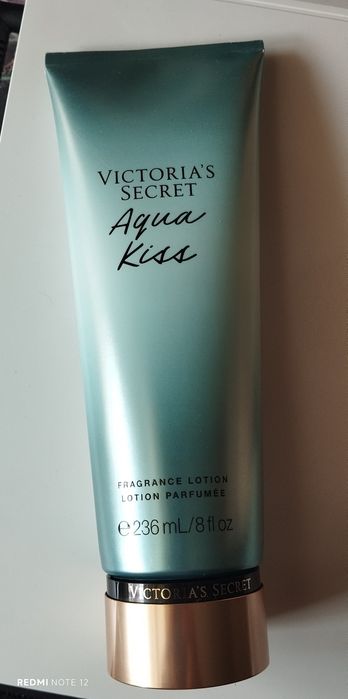 VICTORIA'S
SECRET
Aqua
Kiss
FRAGRANCE LOTION
LOTION PARFUMÉE
℮ 236 mL/8 fl oz
VICTORIA'S SECRET
REDMI NOTE 12